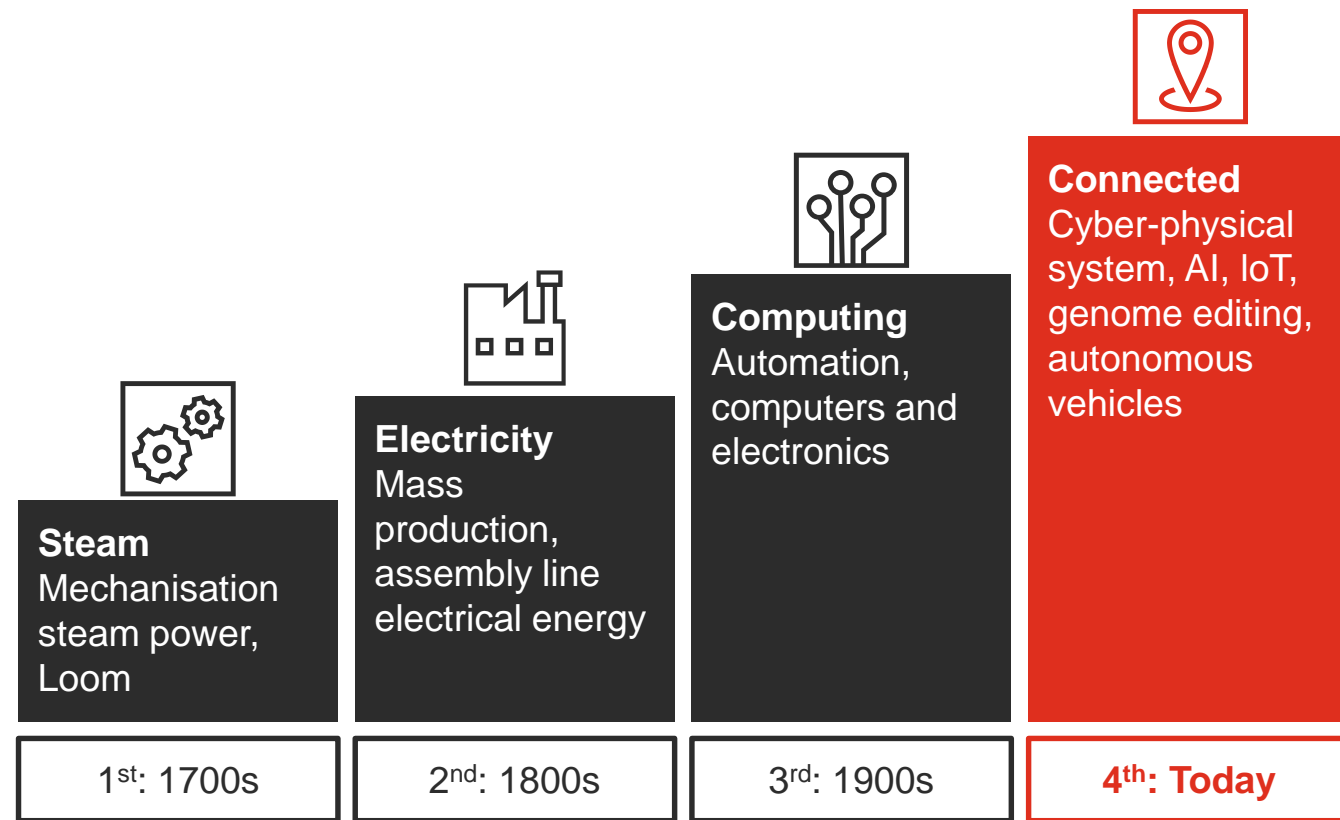 Steam
Mechanisation
steam power,
Loom
1st: 1700s
Electricity
Mass
production,
assembly line
electrical energy
2nd: 1800s
Computing
Automation,
computers and
electronics
3rd: 1900s
Connected
Cyber-physical
system, AI, IoT,
genome editing,
autonomous
vehicles
4th: Today